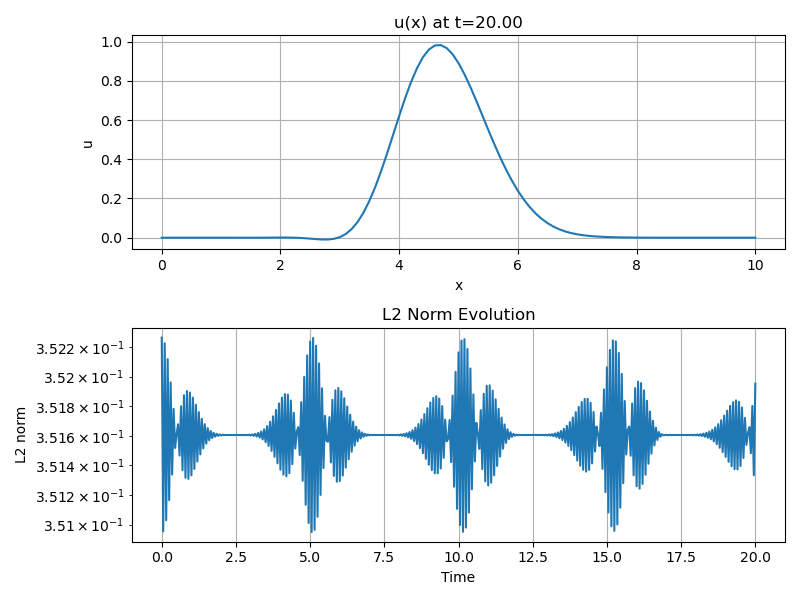 u(x) at t=20.00
1.0
0.8
0.6
0.4
0.2
0.0
u
0 2 4 6 8 10
x
L2 Norm Evolution
3.522 × 10⁻¹
3.52 × 10⁻¹
3.518 × 10⁻¹
3.516 × 10⁻¹
3.514 × 10⁻¹
3.512 × 10⁻¹
3.51 × 10⁻¹
L2 norm
0.0 2.5 5.0 7.5 10.0 12.5 15.0 17.5 20.0
Time